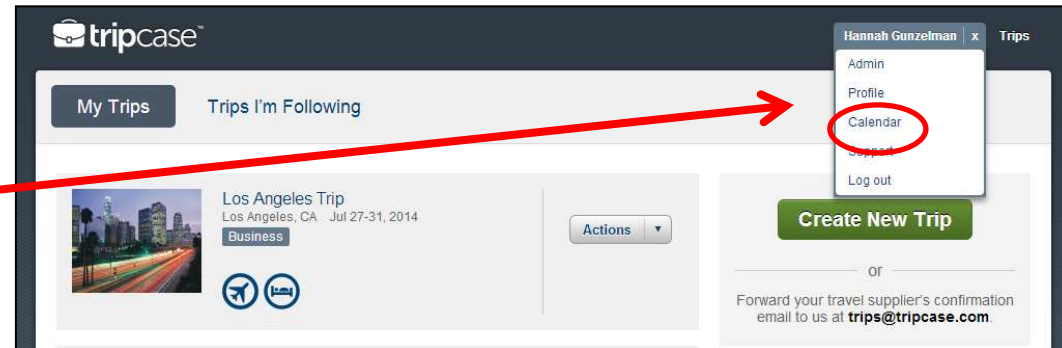 tripcase™
Hannah Gunzelman x Trips
Admin
Profile
Calendar
Support
Log out
My Trips Trips I'm Following
Los Angeles Trip
Los Angeles, CA Jul 27-31, 2014
Business
Actions
Create New Trip
or
Forward your travel supplier's confirmation
email to us at trips@tripcase.com.